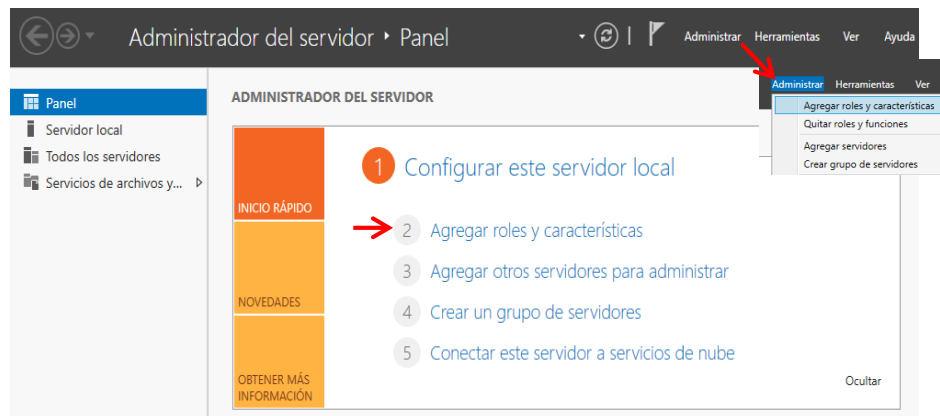 Administrador del servidor ‣ Panel
Administrar Herramientas Ver Ayuda
Administrar Herramientas Ver
Agregar roles y características
Quitar roles y funciones
Agregar servidores
Crear grupo de servidores
Panel
Servidor local
Todos los servidores
Servicios de archivos y...
ADMINISTRADOR DEL SERVIDOR
INICIO RÁPIDO
NOVEDADES
OBTENER MÁS
INFORMACIÓN
1 Configurar este servidor local
2 Agregar roles y características
3 Agregar otros servidores para administrar
4 Crear un grupo de servidores
5 Conectar este servidor a servicios de nube
Ocultar